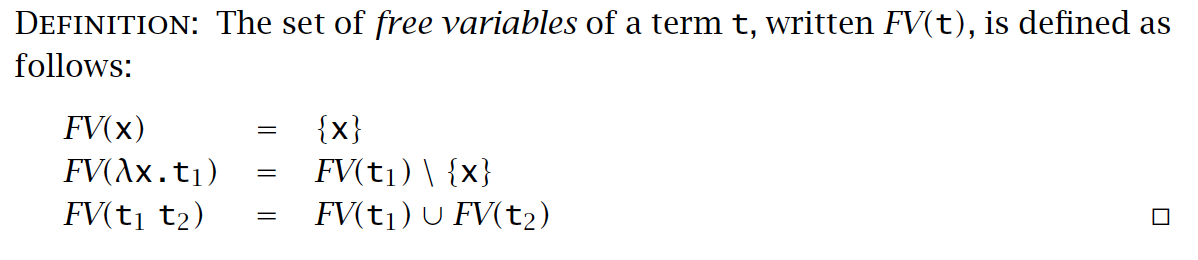 DEFINITION: The set of free variables of a term t, written FV(t), is defined as
follows:
FV(x) = {x}
FV(λx.t₁) = FV(t₁) \ {x}
FV(t₁ t₂) = FV(t₁) ∪ FV(t₂) □